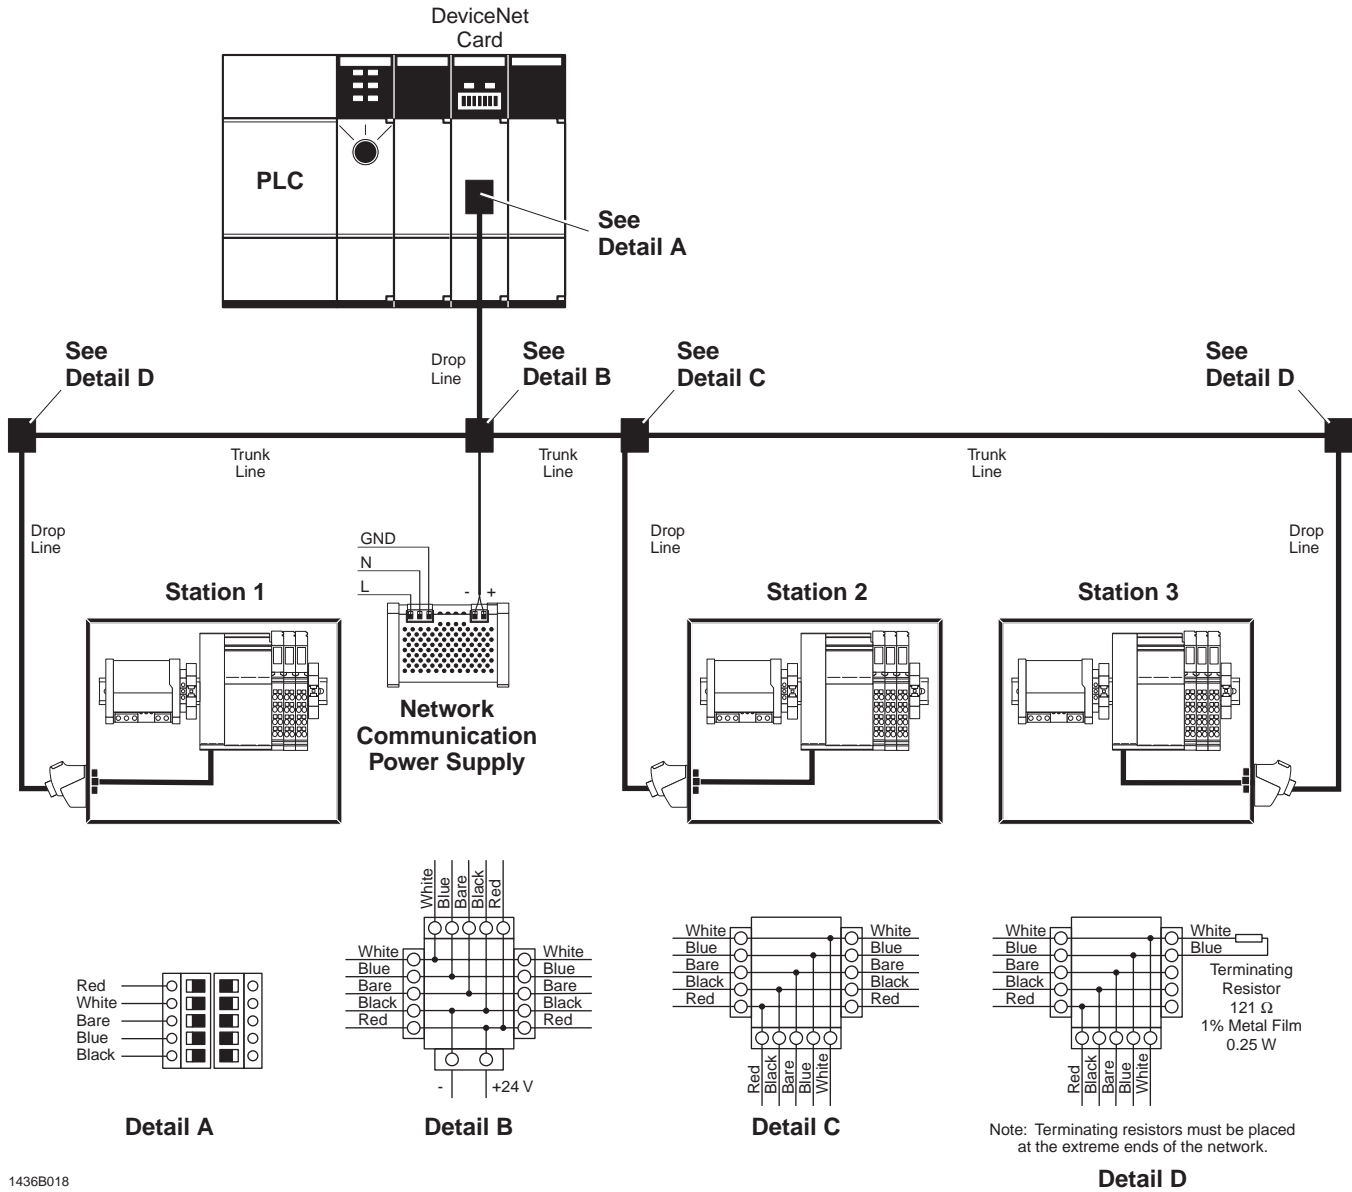 DeviceNet
Card
PLC
See
Detail A
See
Detail D
Drop
Line
See
Detail B
See
Detail C
See
Detail D
Trunk
Line
Trunk
Line
Trunk
Line
Drop
Line
GND
N
L
- +
Drop
Line
Drop
Line
Station 1
Station 2
Station 3
Network
Communication
Power Supply
Red
White
Bare
Blue
Black
Detail A
White
Blue
Bare
Black
Red
White
Blue
Bare
Black
Red
White
Blue
Bare
Black
Red
-
+24 V
Detail B
White
Blue
Bare
Black
Red
White
Blue
Bare
Black
Red
Red
Black
Bare
Blue
White
Detail C
White
Blue
Bare
Black
Red
White
Blue
Terminating
Resistor
121 Ω
1% Metal Film
0.25 W
Red
Black
Bare
Blue
White
Note: Terminating resistors must be placed
at the extreme ends of the network.
Detail D
1436B018